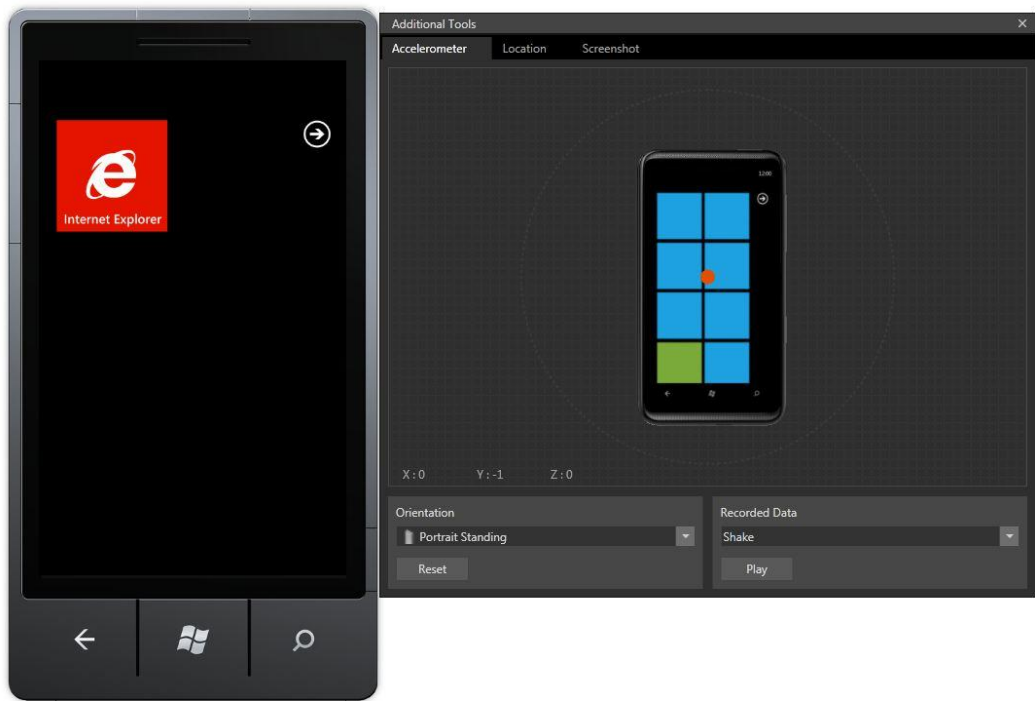 Internet Explorer
Additional Tools
Accelerometer Location Screenshot
12:00
X:0 Y:-1 Z:0
Orientation
Portrait Standing
Reset
Recorded Data
Shake
Play